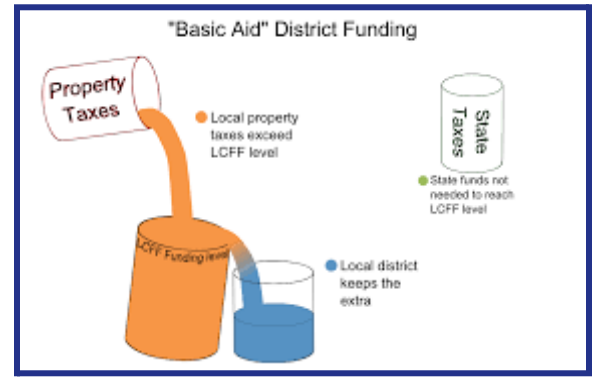 "Basic Aid" District Funding
Property
Taxes
Local property
taxes exceed
LCFF level
State
Taxes
State funds not
needed to reach
LCFF level
LCFF Funding level
Local district
keeps the
extra